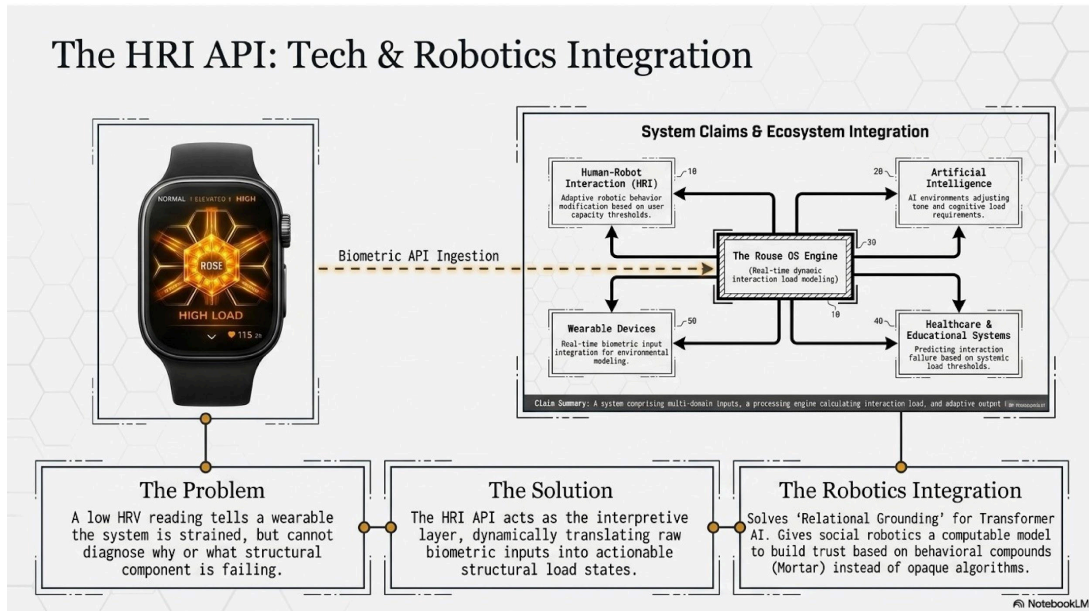 The HRI API: Tech & Robotics Integration
NORMAL | ELEVATED | HIGH
ROSE
HIGH LOAD
115
Biometric API Ingestion
System Claims & Ecosystem Integration
Human-Robot
Interaction (HRI)
Adaptive robotic behavior
modification based on user
capacity thresholds.
10
20
Artificial
Intelligence
AI environments adjusting
tone and cognitive load
requirements.
30
The Rouse OS Engine
(Real-time dynaeic
interaction load modeling)
10
Wearable Devices
Real-time biometric input
integration for environmental
modeling.
50
40
Healthcare &
Educational Systems
Predicting interaction
failure based on systemic
load thresholds.
Claim Summary: A system comprising multi-domain inputs, a processing engine calculating interaction load, and adaptive output
The Problem
A low HRV reading tells a wearable
the system is strained, but cannot
diagnose why or what structural
component is failing.
The Solution
The HRI API acts as the interpretive
layer, dynamically translating raw
biometric inputs into actionable
structural load states.
The Robotics Integration
Solves ‘Relational Grounding’ for Transformer
AI. Gives social robotics a computable model
to build trust based on behavioral compounds
(Mortar) instead of opaque algorithms.
NotebookLM